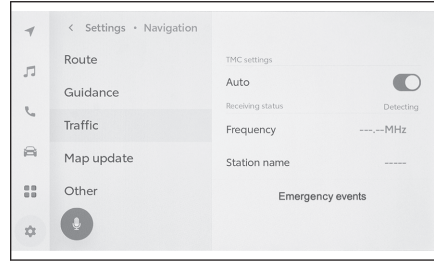 < Settings • Navigation
Route
Guidance
Traffic
Map update
Other
TMC settings
Auto
Receiving status Detecting
Frequency ---.--MHz
Station name -----
Emergency events